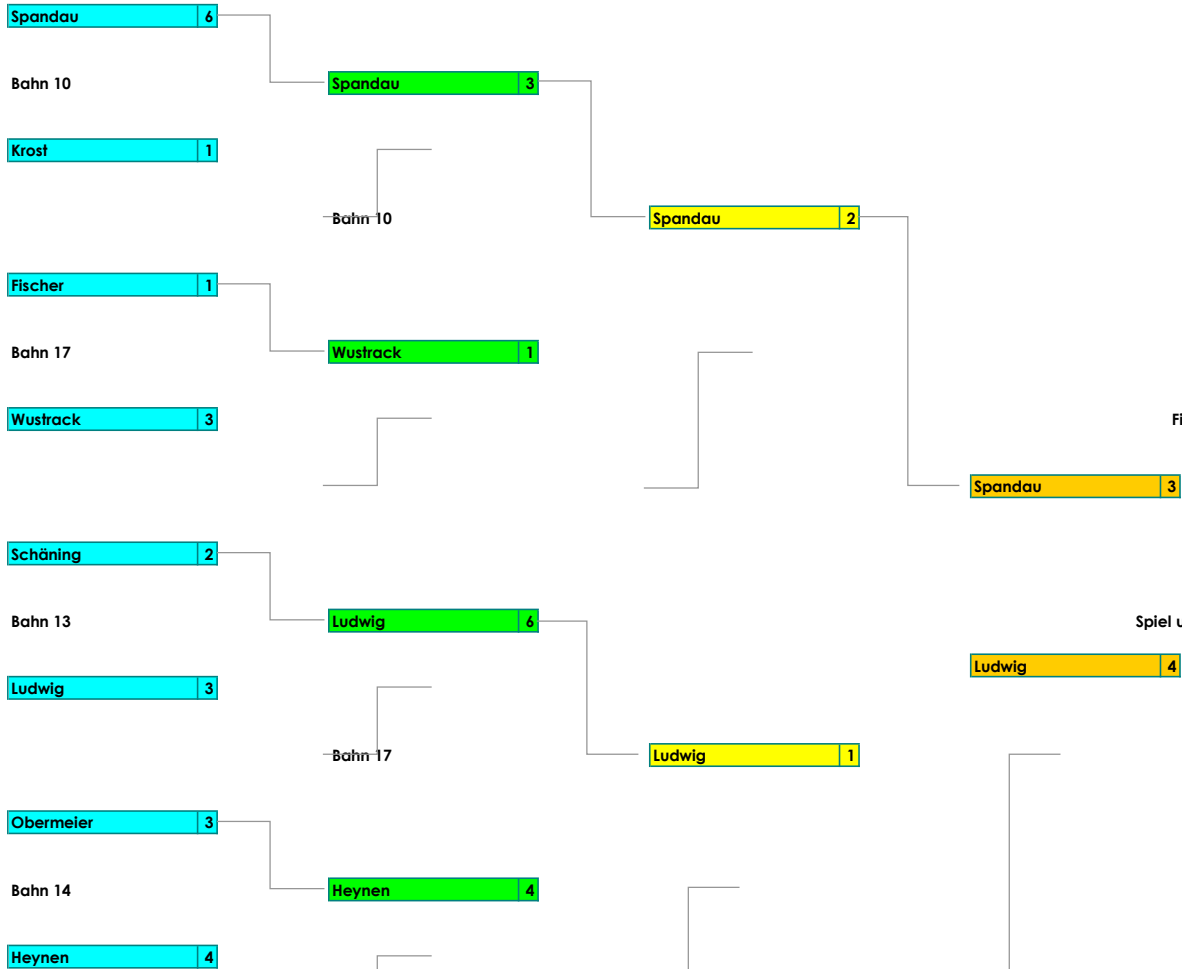 Spandau 6
Bahn 10
Spandau 3
Krost 1
Bahn 10
Spandau 2
Fischer 1
Bahn 17
Wustrack 1
Wustrack 3
Fi
Spandau 3
Schäning 2
Bahn 13
Ludwig 6
Spiel u
Ludwig 4
Ludwig 3
Bahn 17
Ludwig 1
Obermeier 3
Bahn 14
Heynen 4
Heynen 4